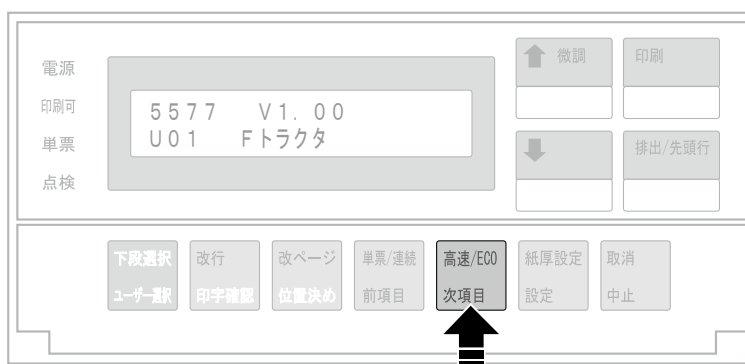 電源
印刷可
単票
点検
5577 V1.00
U01 Fトラクタ
微調
印刷
排出/先頭行
下段選択
ユーザー選択
改行
印字確認
改ページ
位置決め
単票/連続
前項目
高速/ECO
次項目
紙厚設定
設定
取消
中止